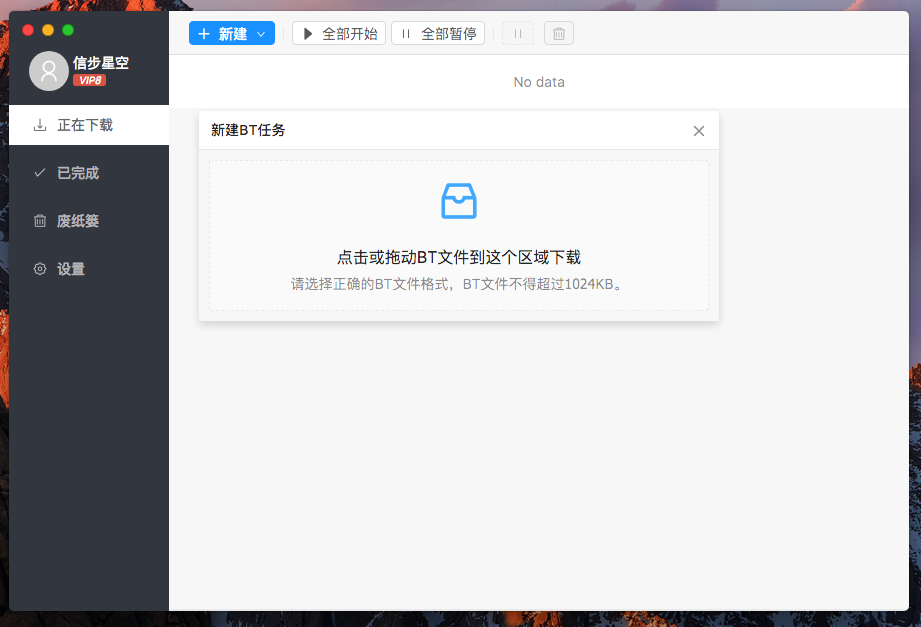 新建
全部开始
全部暂停
信步星空
VIP8
No data
正在下载
已完成
废纸篓
设置
新建BT任务
点击或拖动BT文件到这个区域下载
请选择正确的BT文件格式，BT文件不得超过1024KB。